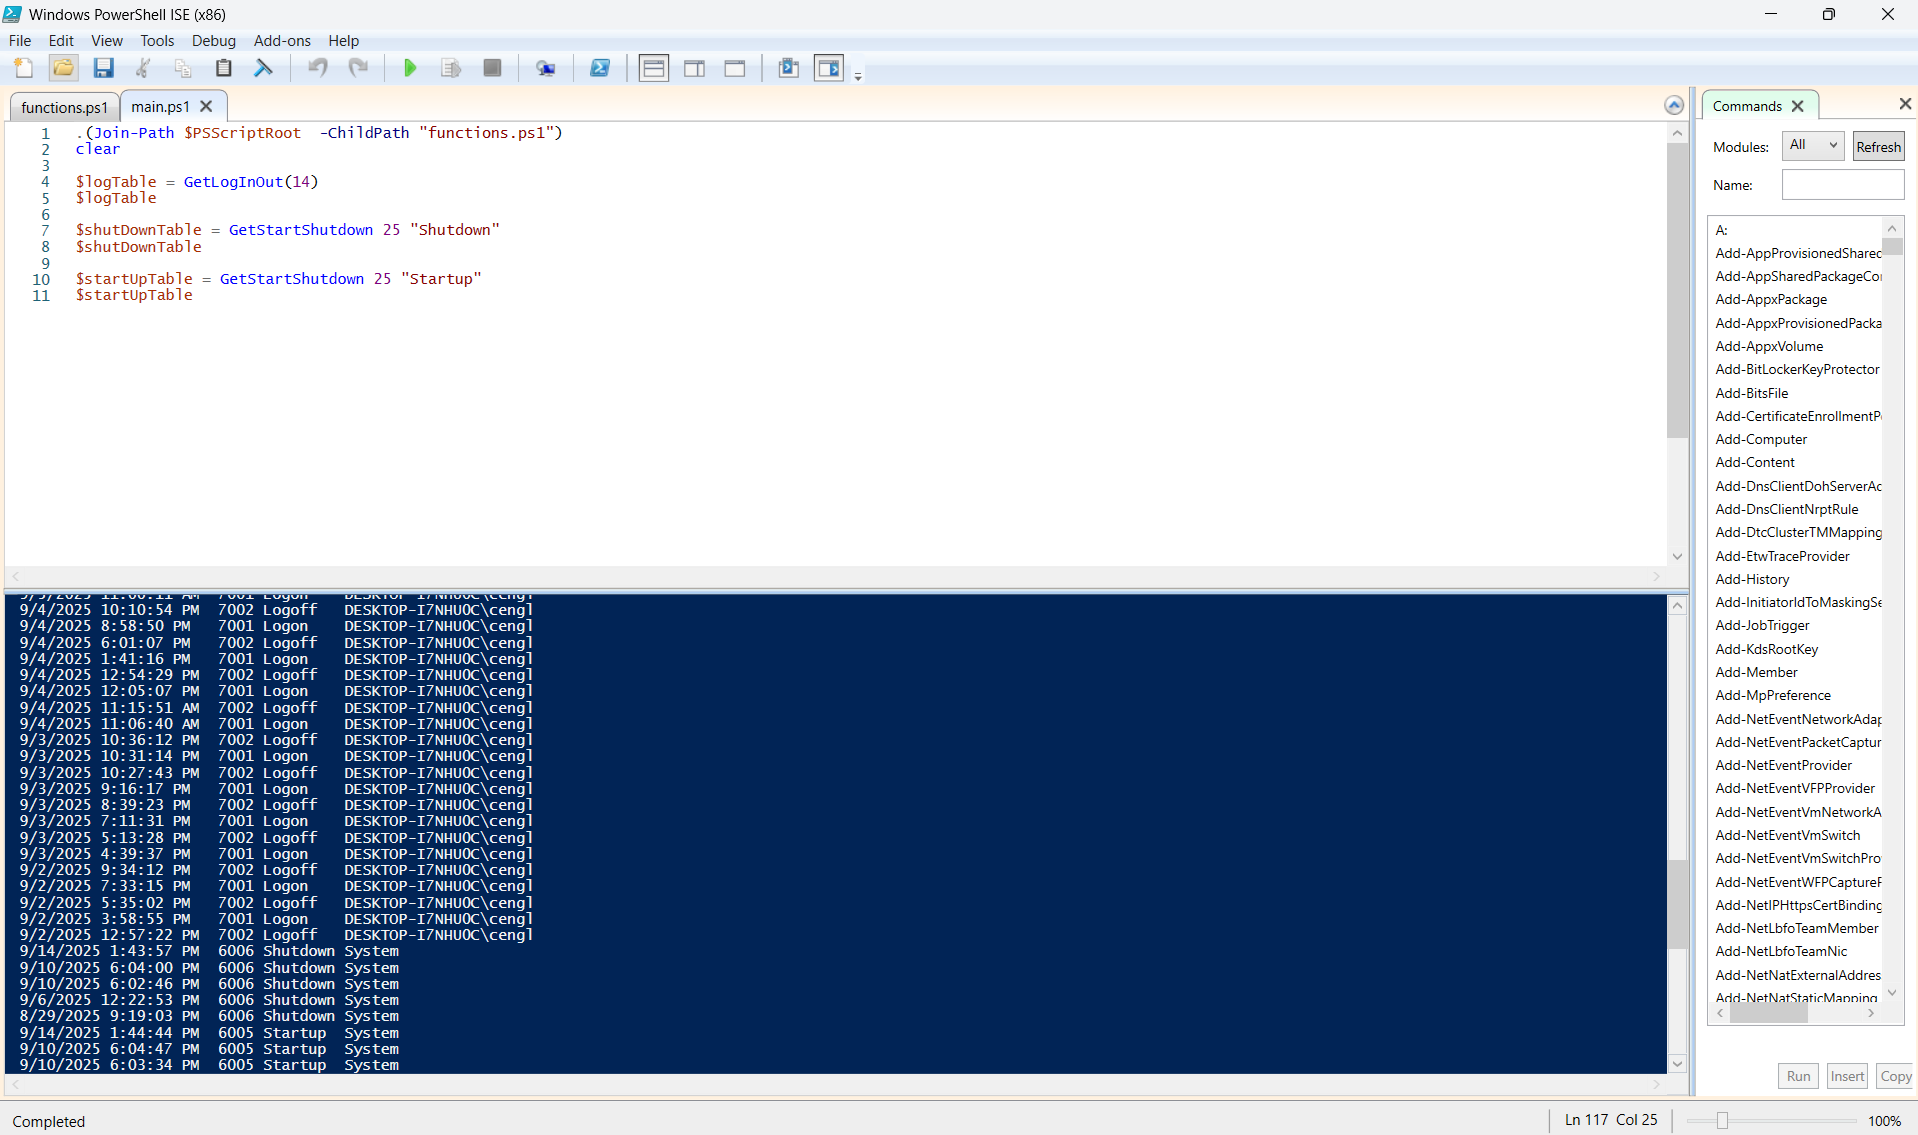 Windows PowerShell ISE (x86)
File Edit View Tools Debug Add-ons Help
functions.ps1 main.ps1
1 .(Join-Path $PSScriptRoot  -ChildPath "functions.ps1")
2 clear
3
4 $logTable = GetLogInOut(14)
5 $logTable
6
7 $shutDownTable = GetStartShutdown 25 "Shutdown"
8 $shutDownTable
9
10 $startUpTable = GetStartShutdown 25 "Startup"
11 $startUpTable
9/4/2025 10:10:54 PM  7002 Logoff   DESKTOP-I7NHUOC\cengl
9/4/2025 8:58:50 PM   7001 Logon    DESKTOP-I7NHUOC\cengl
9/4/2025 6:01:07 PM   7002 Logoff   DESKTOP-I7NHUOC\cengl
9/4/2025 1:41:16 PM   7001 Logon    DESKTOP-I7NHUOC\cengl
9/4/2025 12:54:29 PM  7002 Logoff   DESKTOP-I7NHUOC\cengl
9/4/2025 12:05:07 PM  7001 Logon    DESKTOP-I7NHUOC\cengl
9/4/2025 11:15:51 AM  7002 Logoff   DESKTOP-I7NHUOC\cengl
9/4/2025 11:06:40 AM  7001 Logon    DESKTOP-I7NHUOC\cengl
9/3/2025 10:36:12 PM  7002 Logoff   DESKTOP-I7NHUOC\cengl
9/3/2025 10:31:14 PM  7001 Logon    DESKTOP-I7NHUOC\cengl
9/3/2025 10:27:43 PM  7002 Logoff   DESKTOP-I7NHUOC\cengl
9/3/2025 9:16:17 PM   7001 Logon    DESKTOP-I7NHUOC\cengl
9/3/2025 8:39:23 PM   7002 Logoff   DESKTOP-I7NHUOC\cengl
9/3/2025 7:11:31 PM   7001 Logon    DESKTOP-I7NHUOC\cengl
9/3/2025 5:13:28 PM   7002 Logoff   DESKTOP-I7NHUOC\cengl
9/3/2025 4:39:37 PM   7001 Logon    DESKTOP-I7NHUOC\cengl
9/2/2025 9:34:12 PM   7002 Logoff   DESKTOP-I7NHUOC\cengl
9/2/2025 7:33:15 PM   7001 Logon    DESKTOP-I7NHUOC\cengl
9/2/2025 5:35:02 PM   7002 Logoff   DESKTOP-I7NHUOC\cengl
9/2/2025 3:58:55 PM   7001 Logon    DESKTOP-I7NHUOC\cengl
9/2/2025 12:57:22 PM  7002 Logoff   DESKTOP-I7NHUOC\cengl
9/14/2025 1:43:57 PM  6006 Shutdown System
9/10/2025 6:04:00 PM  6006 Shutdown System
9/10/2025 6:02:46 PM  6006 Shutdown System
9/6/2025 12:22:53 PM  6006 Shutdown System
8/29/2025 9:19:03 PM  6006 Shutdown System
9/14/2025 1:44:44 PM  6005 Startup  System
9/10/2025 6:04:47 PM  6005 Startup  System
9/10/2025 6:03:34 PM  6005 Startup  System
Commands
Modules: All Refresh
Name:
A:
Add-AppProvisionedShared
Add-AppSharedPackageCo
Add-AppxPackage
Add-AppxProvisionedPacka
Add-AppxVolume
Add-BitLockerKeyProtector
Add-BitsFile
Add-CertificateEnrollmentP
Add-Computer
Add-Content
Add-DnsClientDohServerAc
Add-DnsClientNrptRule
Add-DtcClusterTMMapping
Add-EtwTraceProvider
Add-History
Add-InitiatorIdToMaskingSe
Add-JobTrigger
Add-KdsRootKey
Add-Member
Add-MpPreference
Add-NetEventNetworkAdap
Add-NetEventPacketCaptur
Add-NetEventProvider
Add-NetEventVFPProvider
Add-NetEventVmNetworkA
Add-NetEventVmSwitch
Add-NetEventVmSwitchPro
Add-NetEventWFPCaptureF
Add-NetIPHttpsCertBinding
Add-NetLbfoTeamMember
Add-NetLbfoTeamNic
Add-NetNatExternalAddres
Add-NetNatStaticMapping
Run Insert Copy
Completed
Ln 117 Col 25
100%